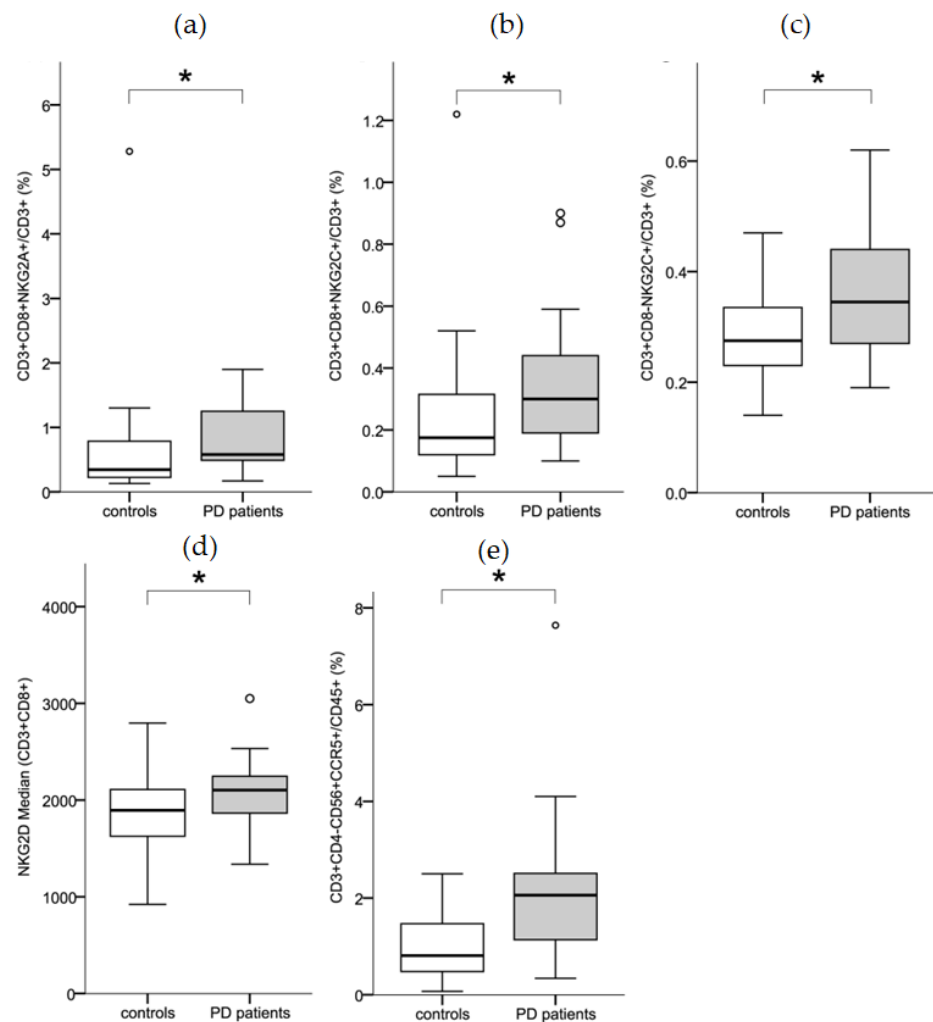 (a)
(b)
(c)
*
*
*
CD3+CD8+NKG2A+/CD3+ (%)
6
5
4
3
2
1
0
controls PD patients
CD3+CD8+NKG2C+/CD3+ (%)
1.2
1.0
0.8
0.6
0.4
0.2
0.0
controls PD patients
CD3+CD8-NKG2C+/CD3+ (%)
0.6
0.4
0.2
0.0
controls PD patients
(d)
(e)
*
*
NKG2D Median (CD3+CD8+)
4000
3000
2000
1000
0
controls PD patients
CD3+CD4-CD56+CCR5+/CD45+ (%)
8
6
4
2
0
controls PD patients